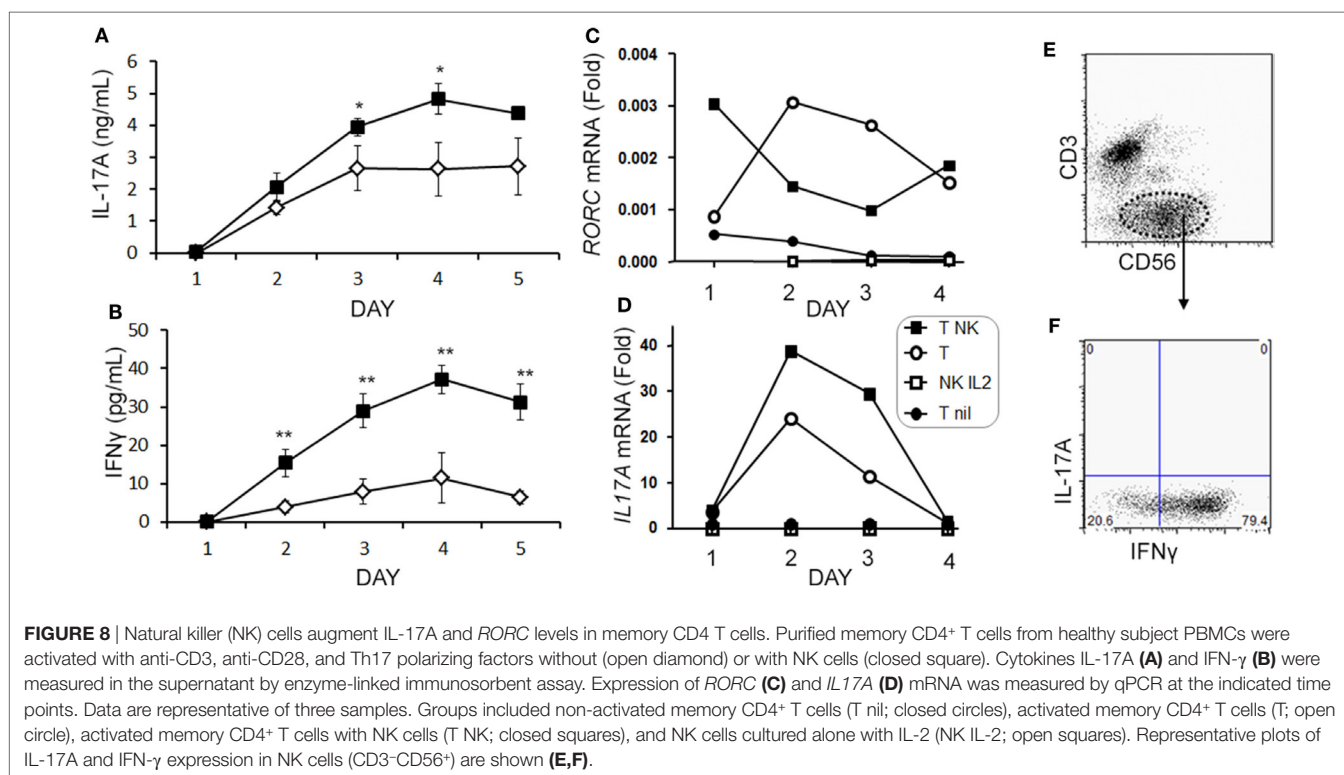 A
IL-17A (ng/mL)
6
5
4
3
2
1
0
*
*
1 2 3 4 5
DAY
B
IFNγ (pg/mL)
50
40
30
20
10
0
**
**
**
**
1 2 3 4 5
DAY
C
RORC mRNA (Fold)
0.004
0.003
0.002
0.001
0.000
1 2 3 4
DAY
D
IL17A mRNA (Fold)
40
30
20
10
0
T NK
T
NK IL2
T nil
1 2 3 4
DAY
E
CD3
CD56
F
IL-17A
0 0
20.6 79.4
IFNγ
FIGURE 8 | Natural killer (NK) cells augment IL-17A and RORC levels in memory CD4 T cells. Purified memory CD4⁺ T cells from healthy subject PBMCs were
activated with anti-CD3, anti-CD28, and Th17 polarizing factors without (open diamond) or with NK cells (closed square). Cytokines IL-17A (A) and IFN-γ (B) were
measured in the supernatant by enzyme-linked immunosorbent assay. Expression of RORC (C) and IL17A (D) mRNA was measured by qPCR at the indicated time
points. Data are representative of three samples. Groups included non-activated memory CD4⁺ T cells (T nil; closed circles), activated memory CD4⁺ T cells (T; open
circle), activated memory CD4⁺ T cells with NK cells (T NK; closed squares), and NK cells cultured alone with IL-2 (NK IL-2; open squares). Representative plots of
IL-17A and IFN-γ expression in NK cells (CD3⁻CD56⁺) are shown (E,F).